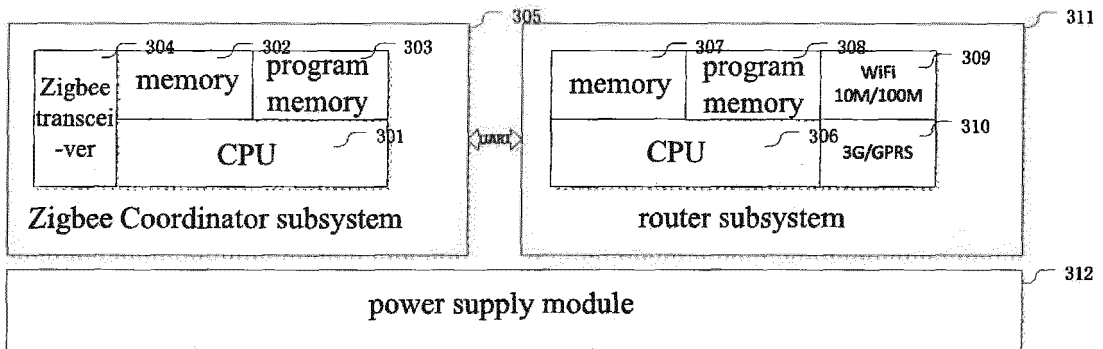 305
311
304
302
303
307
308
309
Zigbee
transcei
-ver
memory
program
memory
301
CPU
UART
memory
program
memory
WiFi
10M/100M
306
310
CPU
3G/GPRS
Zigbee Coordinator subsystem
router subsystem
312
power supply module